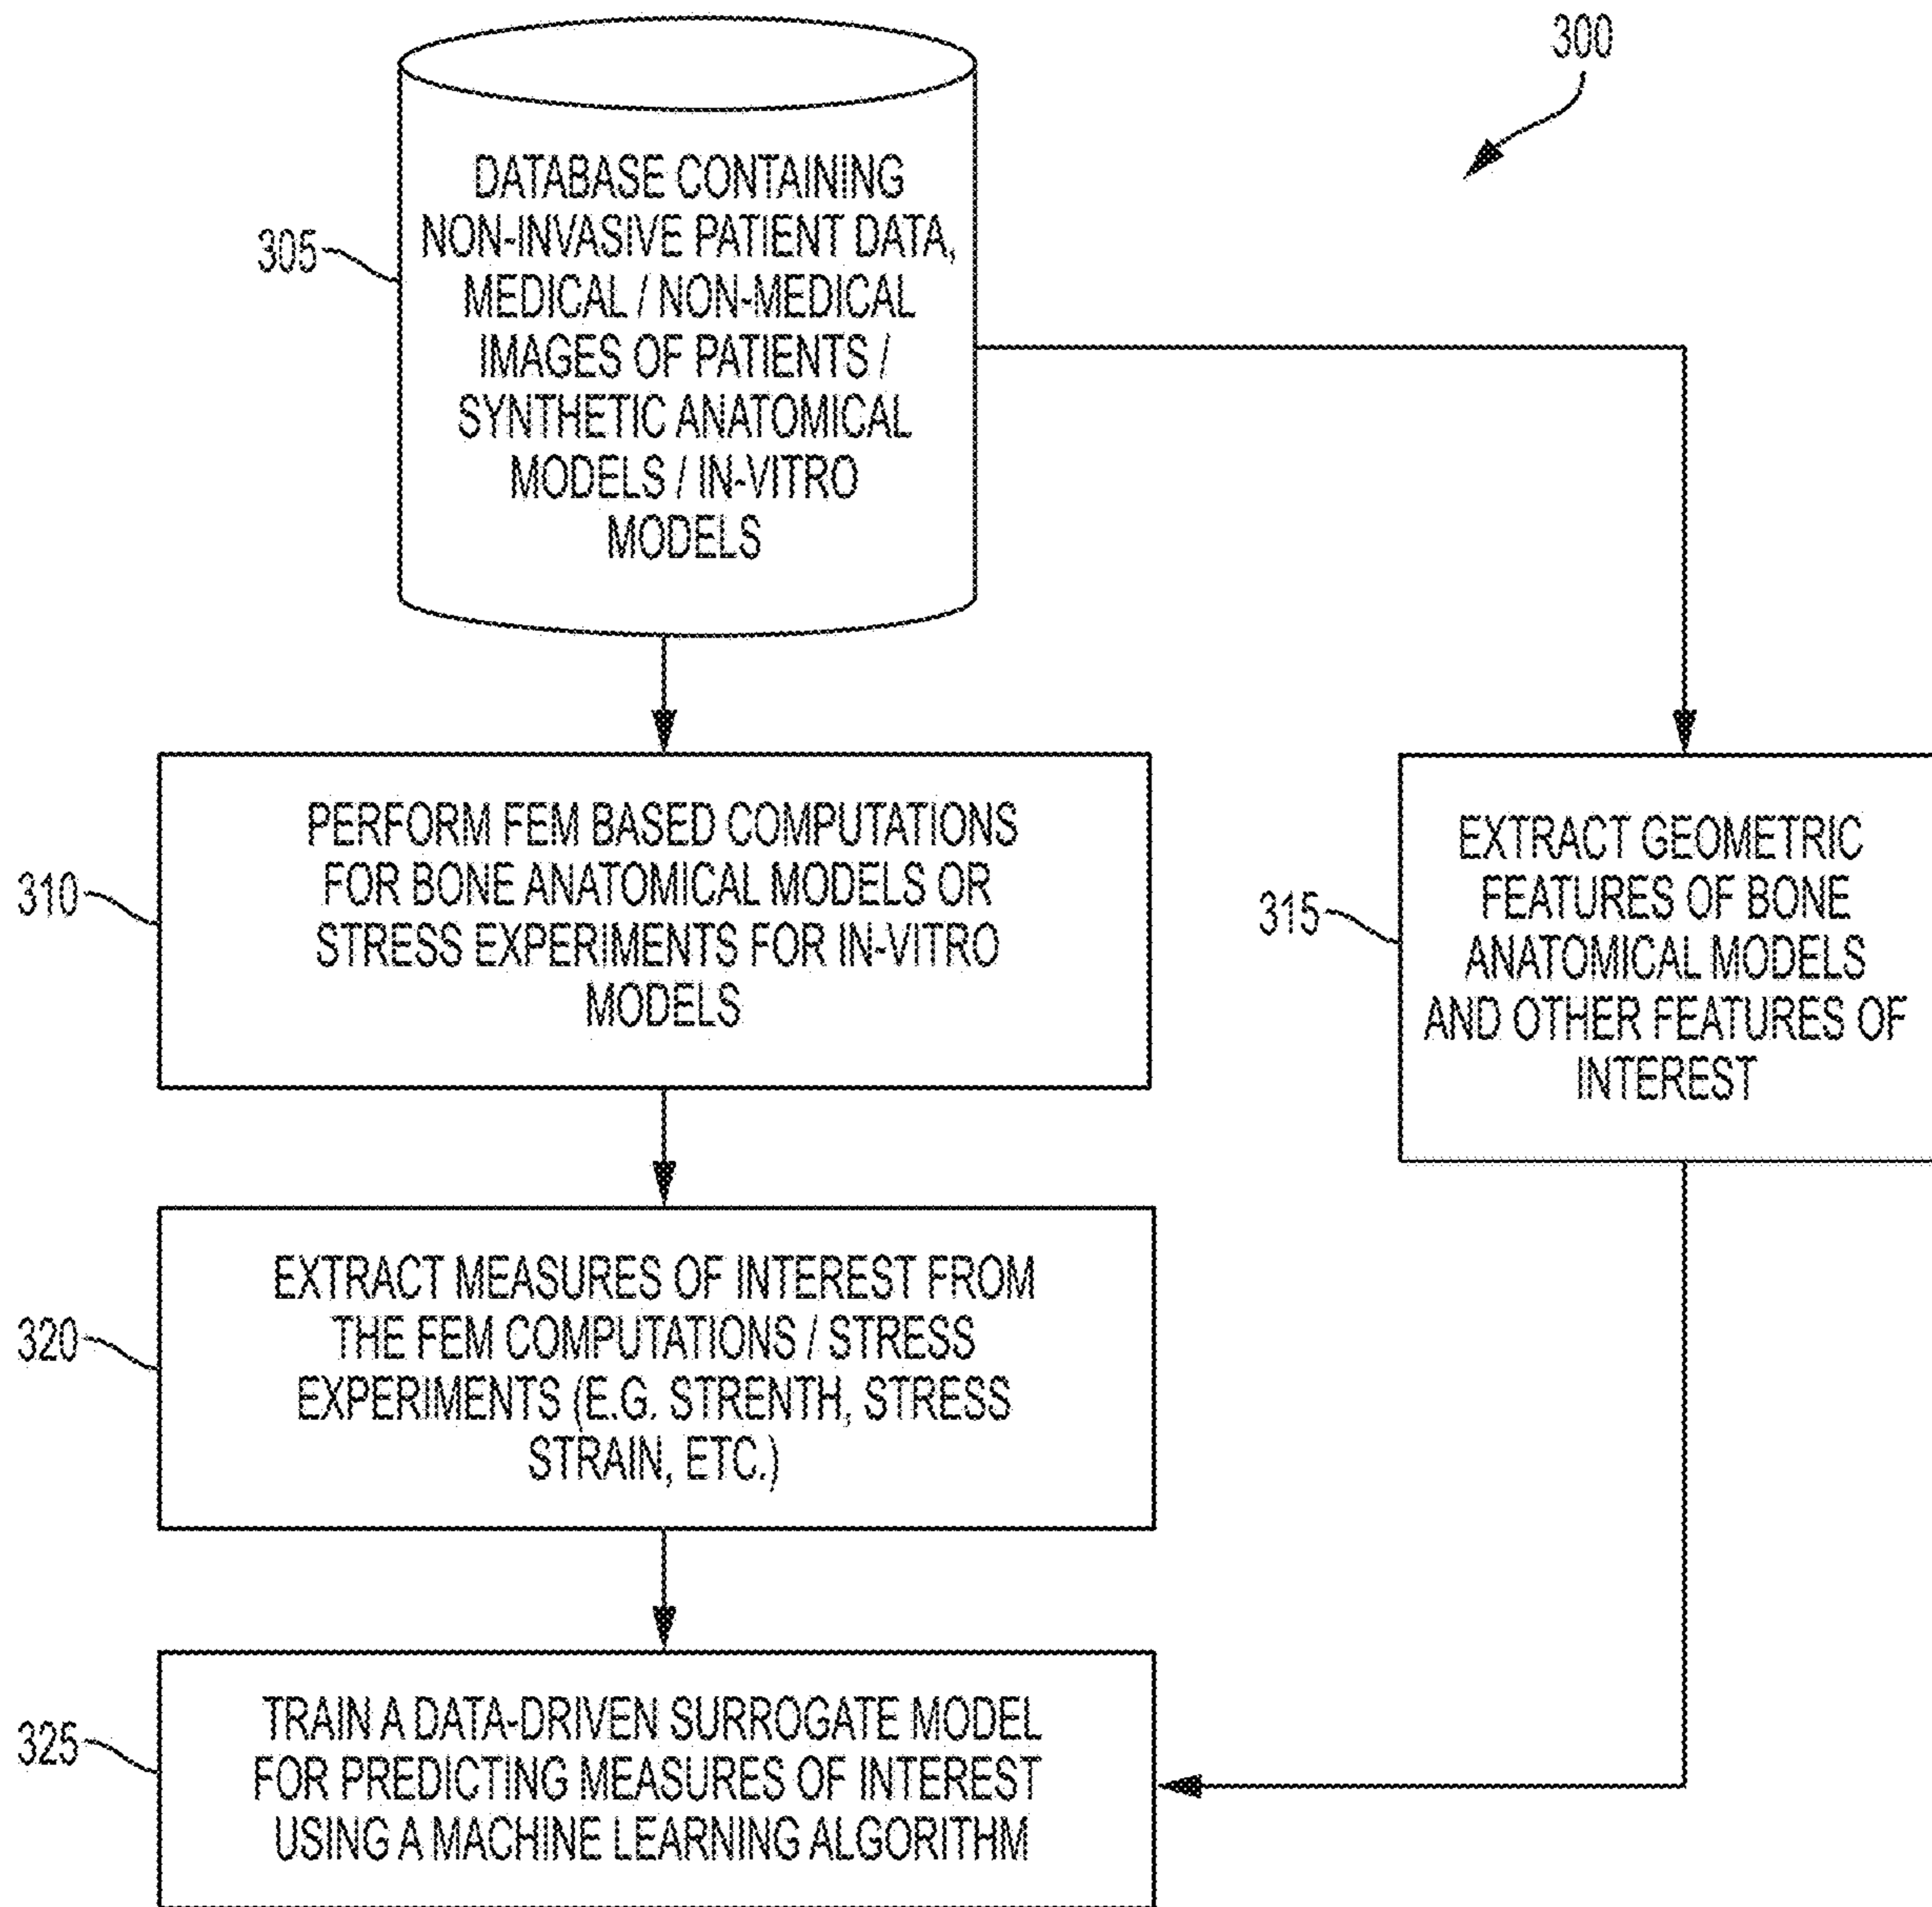 300
305
DATABASE CONTAINING
NON-INVASIVE PATIENT DATA,
MEDICAL / NON-MEDICAL
IMAGES OF PATIENTS /
SYNTHETIC ANATOMICAL
MODELS / IN-VITRO
MODELS
310
PERFORM FEM BASED COMPUTATIONS
FOR BONE ANATOMICAL MODELS OR
STRESS EXPERIMENTS FOR IN-VITRO
MODELS
315
EXTRACT GEOMETRIC
FEATURES OF BONE
ANATOMICAL MODELS
AND OTHER FEATURES OF
INTEREST
320
EXTRACT MEASURES OF INTEREST FROM
THE FEM COMPUTATIONS / STRESS
EXPERIMENTS (E.G. STRENTH, STRESS
STRAIN, ETC.)
325
TRAIN A DATA-DRIVEN SURROGATE MODEL
FOR PREDICTING MEASURES OF INTEREST
USING A MACHINE LEARNING ALGORITHM